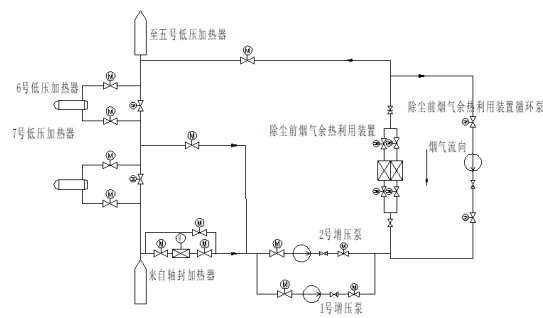 至五号低压加热器
6号低压加热器
除尘前烟气余热利用装置循环泵
7号低压加热器
除尘前烟气余热利用装置
烟气流向
2号增压泵
来自轴封加热器
1号增压泵